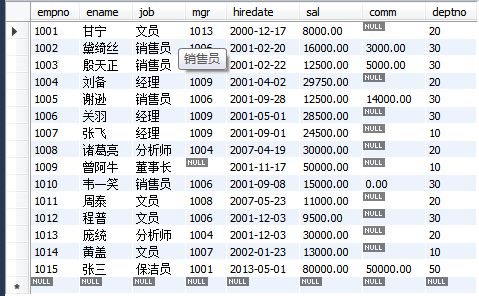 empno ename job mgr hiredate sal comm deptno
1001 甘宁 文员 1013 2000-12-17 8000.00 NULL 20
1002 黛绮丝 销售员 1006 2001-02-20 16000.00 3000.00 30
1003 殷天正 销售员 2001-02-22 12500.00 5000.00 30
销售员
1004 刘备 经理 1009 2001-04-02 29750.00 NULL 20
1005 谢逊 销售员 1006 2001-09-28 12500.00 14000.00 30
1006 关羽 经理 1009 2001-05-01 28500.00 NULL 30
1007 张飞 经理 1009 2001-09-01 24500.00 NULL 10
1008 诸葛亮 分析师 1004 2007-04-19 30000.00 NULL 20
1009 曾阿牛 董事长 NULL 2001-11-17 50000.00 NULL 10
1010 韦一笑 销售员 1006 2001-09-08 15000.00 0.00 30
1011 周泰 文员 1008 2007-05-23 11000.00 NULL 20
1012 程普 文员 1006 2001-12-03 9500.00 NULL 30
1013 庞统 分析师 1004 2001-12-03 30000.00 NULL 20
1014 黄盖 文员 1007 2002-01-23 13000.00 NULL 10
1015 张三 保洁员 1001 2013-05-01 80000.00 50000.00 50
NULL NULL NULL NULL NULL NULL NULL NULL